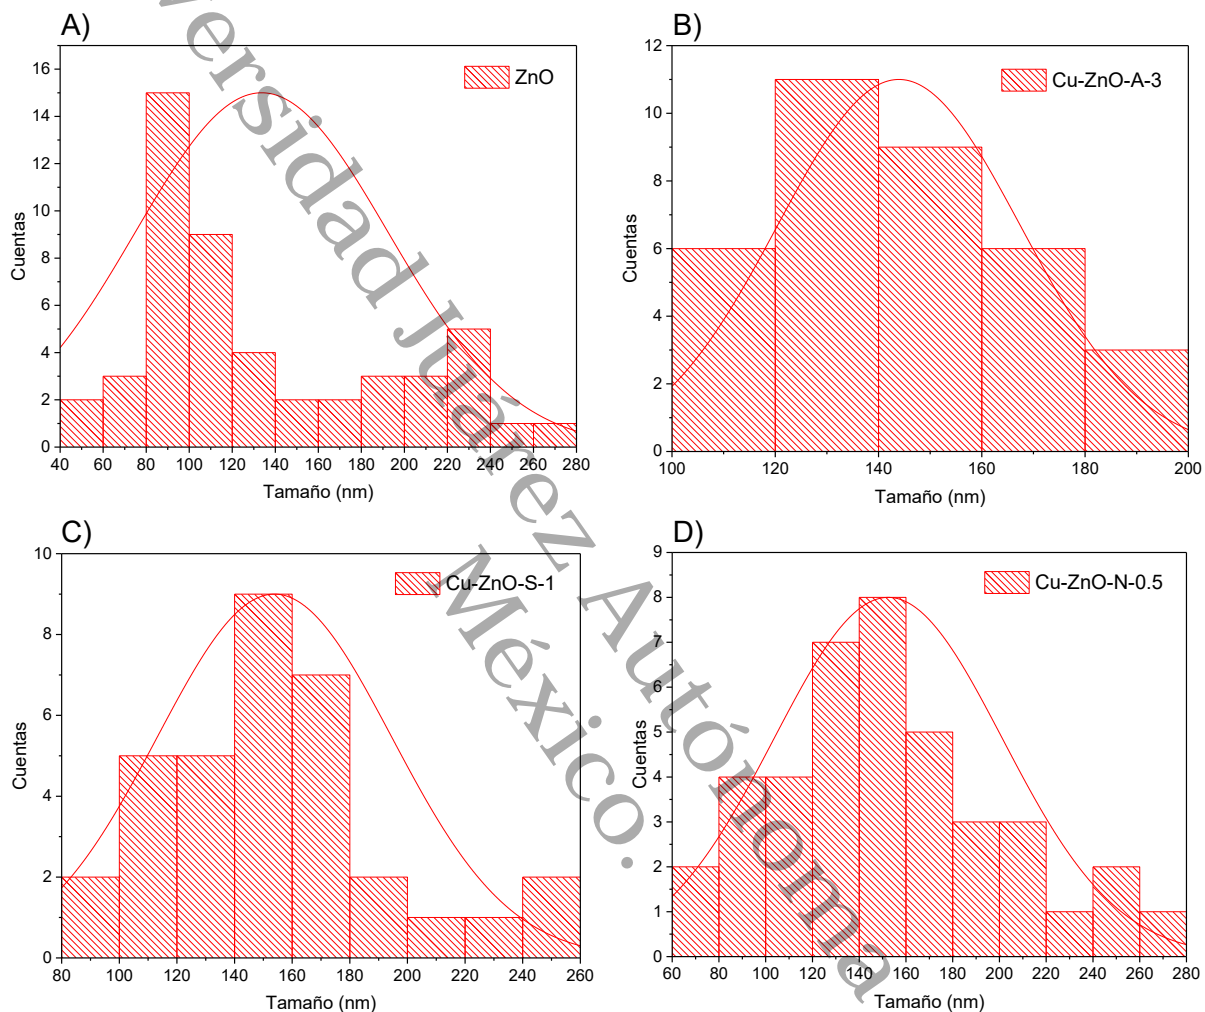 A)
ZnO
Cuentas
16
14
12
10
8
6
4
2
0
40 60 80 100 120 140 160 180 200 220 240 260 280
Tamaño (nm)
B)
Cu-ZnO-A-3
Cuentas
12
10
8
6
4
2
0
100 120 140 160 180 200
Tamaño (nm)
C)
Cu-ZnO-S-1
Cuentas
10
8
6
4
2
0
80 100 120 140 160 180 200 220 240 260
Tamaño (nm)
D)
Cu-ZnO-N-0.5
Cuentas
9
8
7
6
5
4
3
2
1
0
60 80 100 120 140 160 180 200 220 240 260 280
Tamaño (nm)
versidad Juárez Autónoma
México.